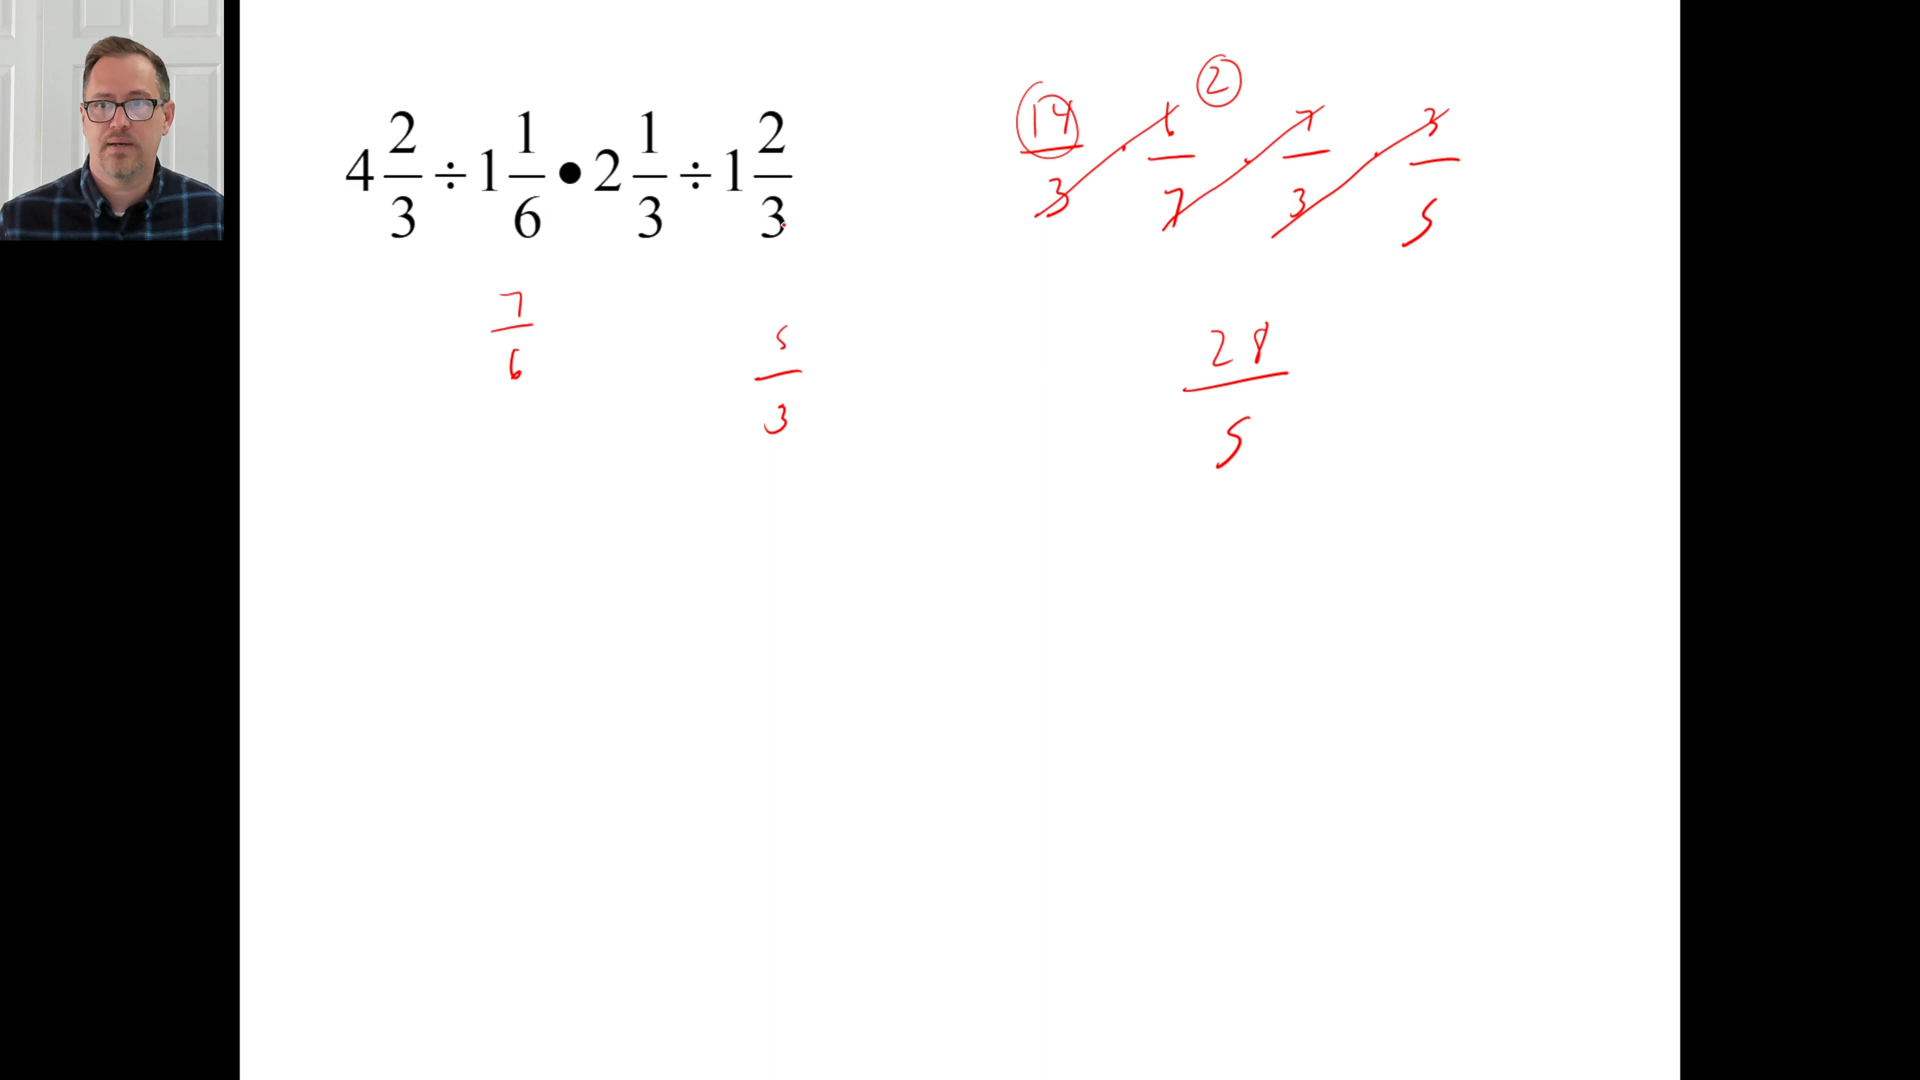 4 2/3 ÷ 1 1/6 • 2 1/3 ÷ 1 2/3
7/6
5/3
2
14/3 · 6/7 · 7/3 · 3/5
28/5